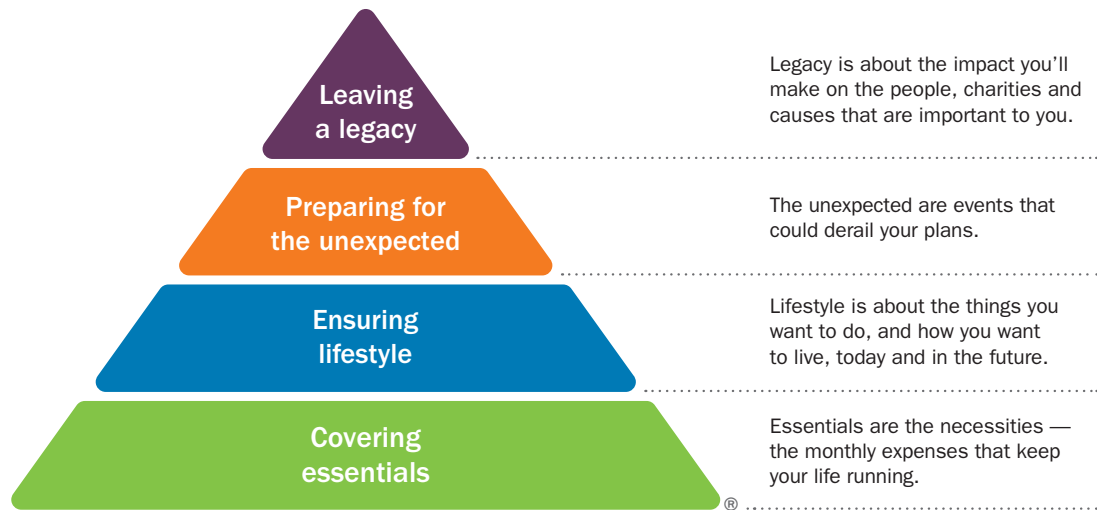 Leaving
a legacy
Legacy is about the impact you’ll
make on the people, charities and
causes that are important to you.
Preparing for
the unexpected
The unexpected are events that
could derail your plans.
Ensuring
lifestyle
Lifestyle is about the things you
want to do, and how you want
to live, today and in the future.
Covering
essentials
®
Essentials are the necessities —
the monthly expenses that keep
your life running.